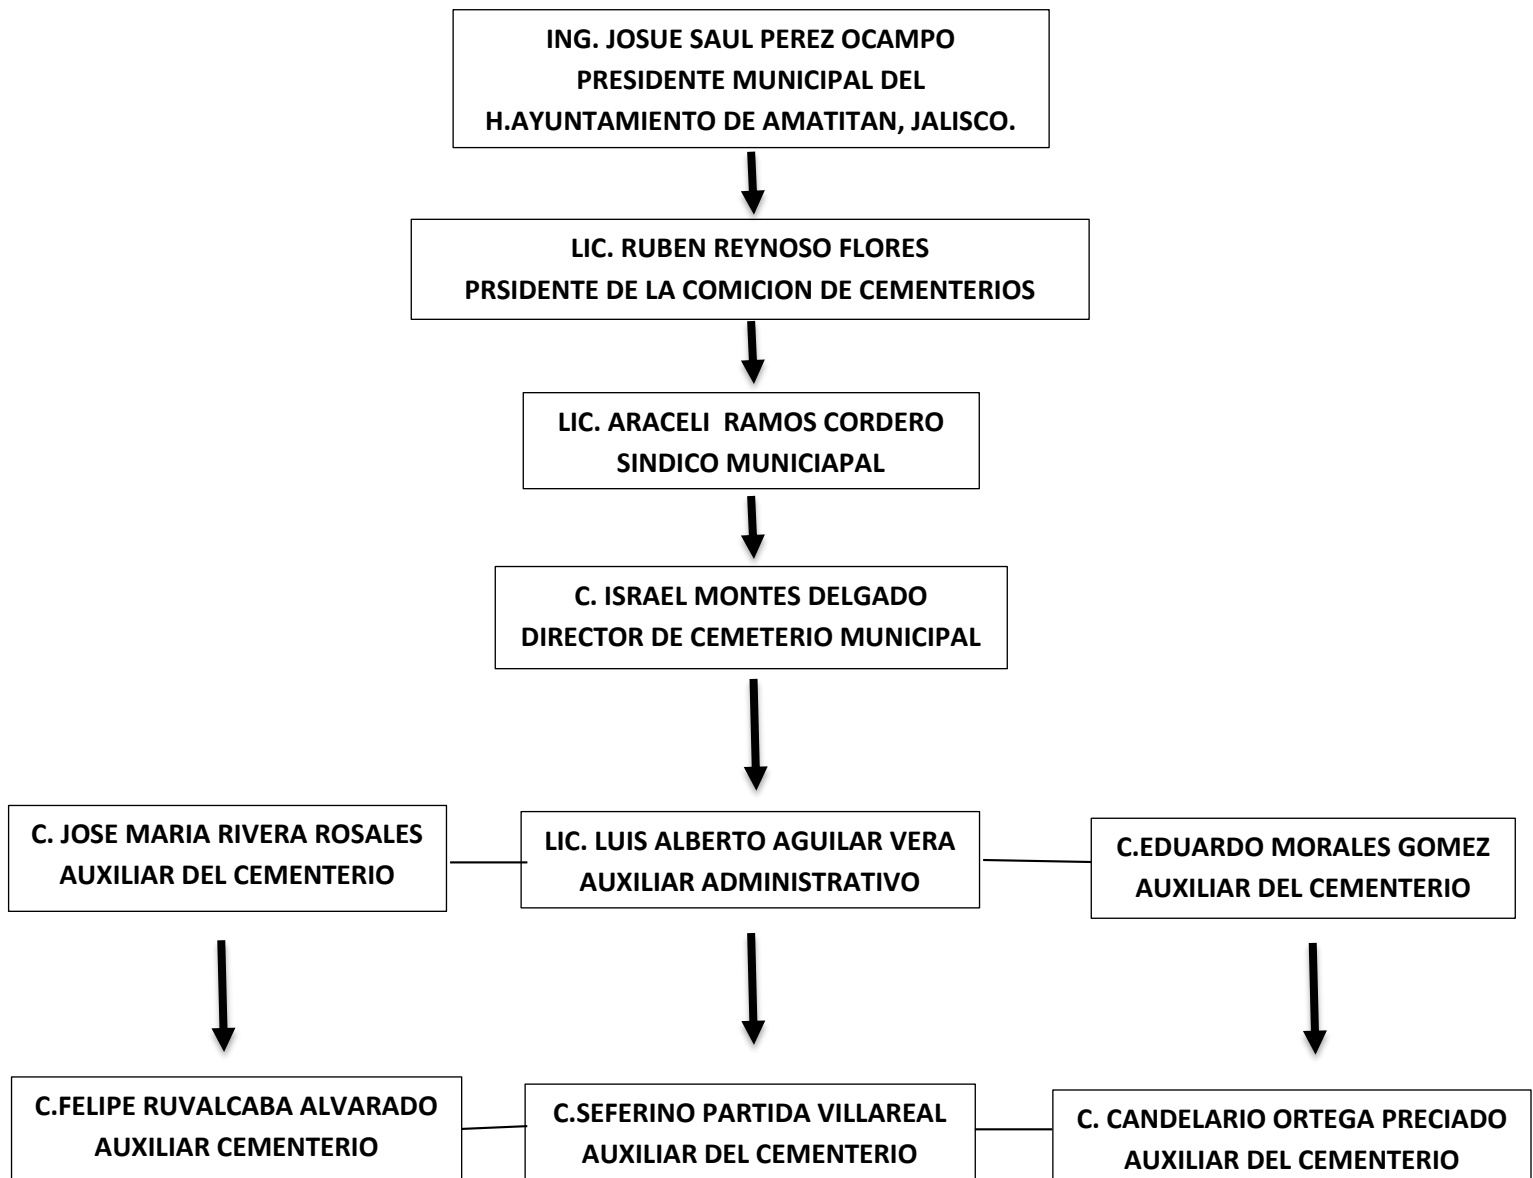 ING. JOSUE SAUL PEREZ OCAMPO
PRESIDENTE MUNICIPAL DEL
H.AYUNTAMIENTO DE AMATITAN, JALISCO.
LIC. RUBEN REYNOSO FLORES
PRSIDENTE DE LA COMICION DE CEMENTERIOS
LIC. ARACELI  RAMOS CORDERO
SINDICO MUNICIAPAL
C. ISRAEL MONTES DELGADO
DIRECTOR DE CEMETERIO MUNICIPAL
C. JOSE MARIA RIVERA ROSALES
AUXILIAR DEL CEMENTERIO
LIC. LUIS ALBERTO AGUILAR VERA
AUXILIAR ADMINISTRATIVO
C.EDUARDO MORALES GOMEZ
AUXILIAR DEL CEMENTERIO
C.FELIPE RUVALCABA ALVARADO
AUXILIAR CEMENTERIO
C.SEFERINO PARTIDA VILLAREAL
AUXILIAR DEL CEMENTERIO
C. CANDELARIO ORTEGA PRECIADO
AUXILIAR DEL CEMENTERIO